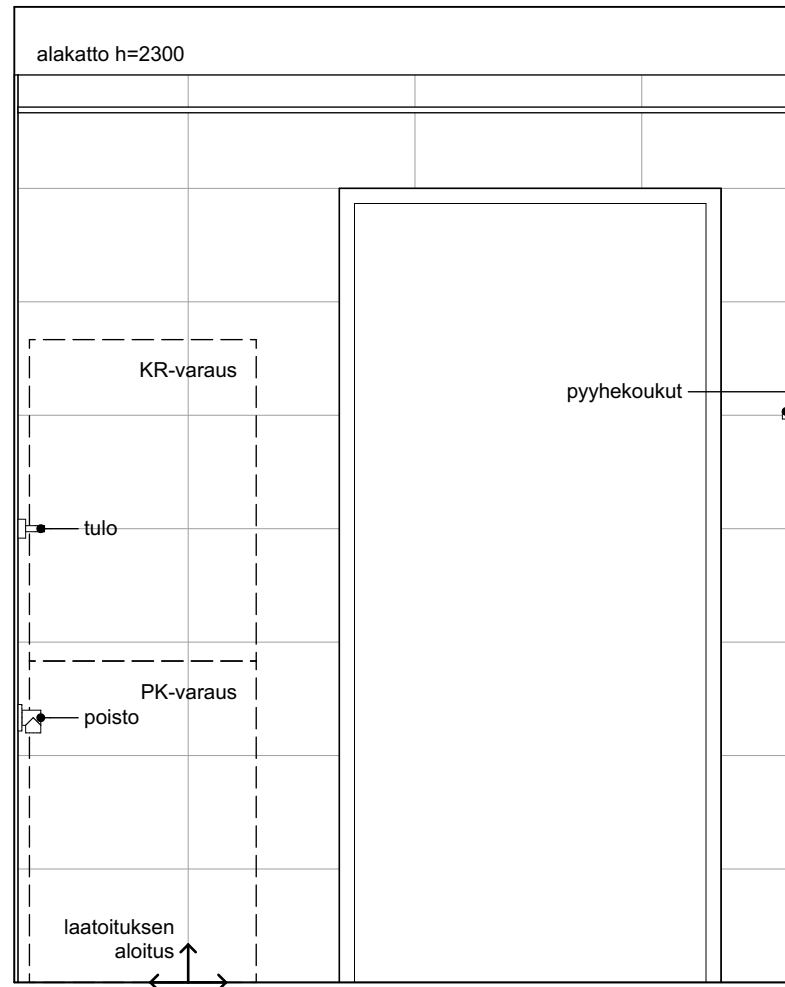 alakatto h=2300
KR-varaus
pyyhekoukut
tulo
PK-varaus
poisto
laatoituksen
aloitus